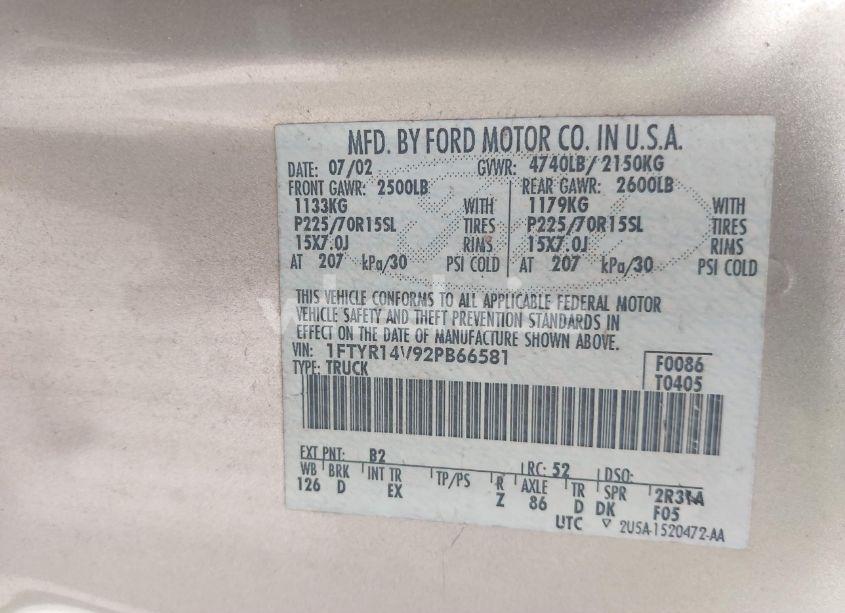 MFD. BY FORD MOTOR CO. IN U.S.A.
DATE: 07/02 GVWR: 4740LB/ 2150KG
FRONT GAWR: 2500LB REAR GAWR: 2600LB
1133KG WITH 1179KG WITH
P225/70R15SL TIRES P225/70R15SL TIRES
15X7.0J RIMS 15X7.0J RIMS
AT 207 kPa/30 PSI COLD AT 207 kPa/30 PSI COLD
THIS VEHICLE CONFORMS TO ALL APPLICABLE FEDERAL MOTOR
VEHICLE SAFETY AND THEFT PREVENTION STANDARDS IN
EFFECT ON THE DATE OF MANUFACTURE SHOWN ABOVE.
VIN: 1FTYR14V92PB66581 F0086
TYPE: TRUCK T0405
EXT PNT: B2 RC: 52 DSO:
WB BRK INT TR TP/PS R AXLE TR SPR
126 D EX Z 86 D DK F05
UTC ▽ 2U5A-1520472-AA